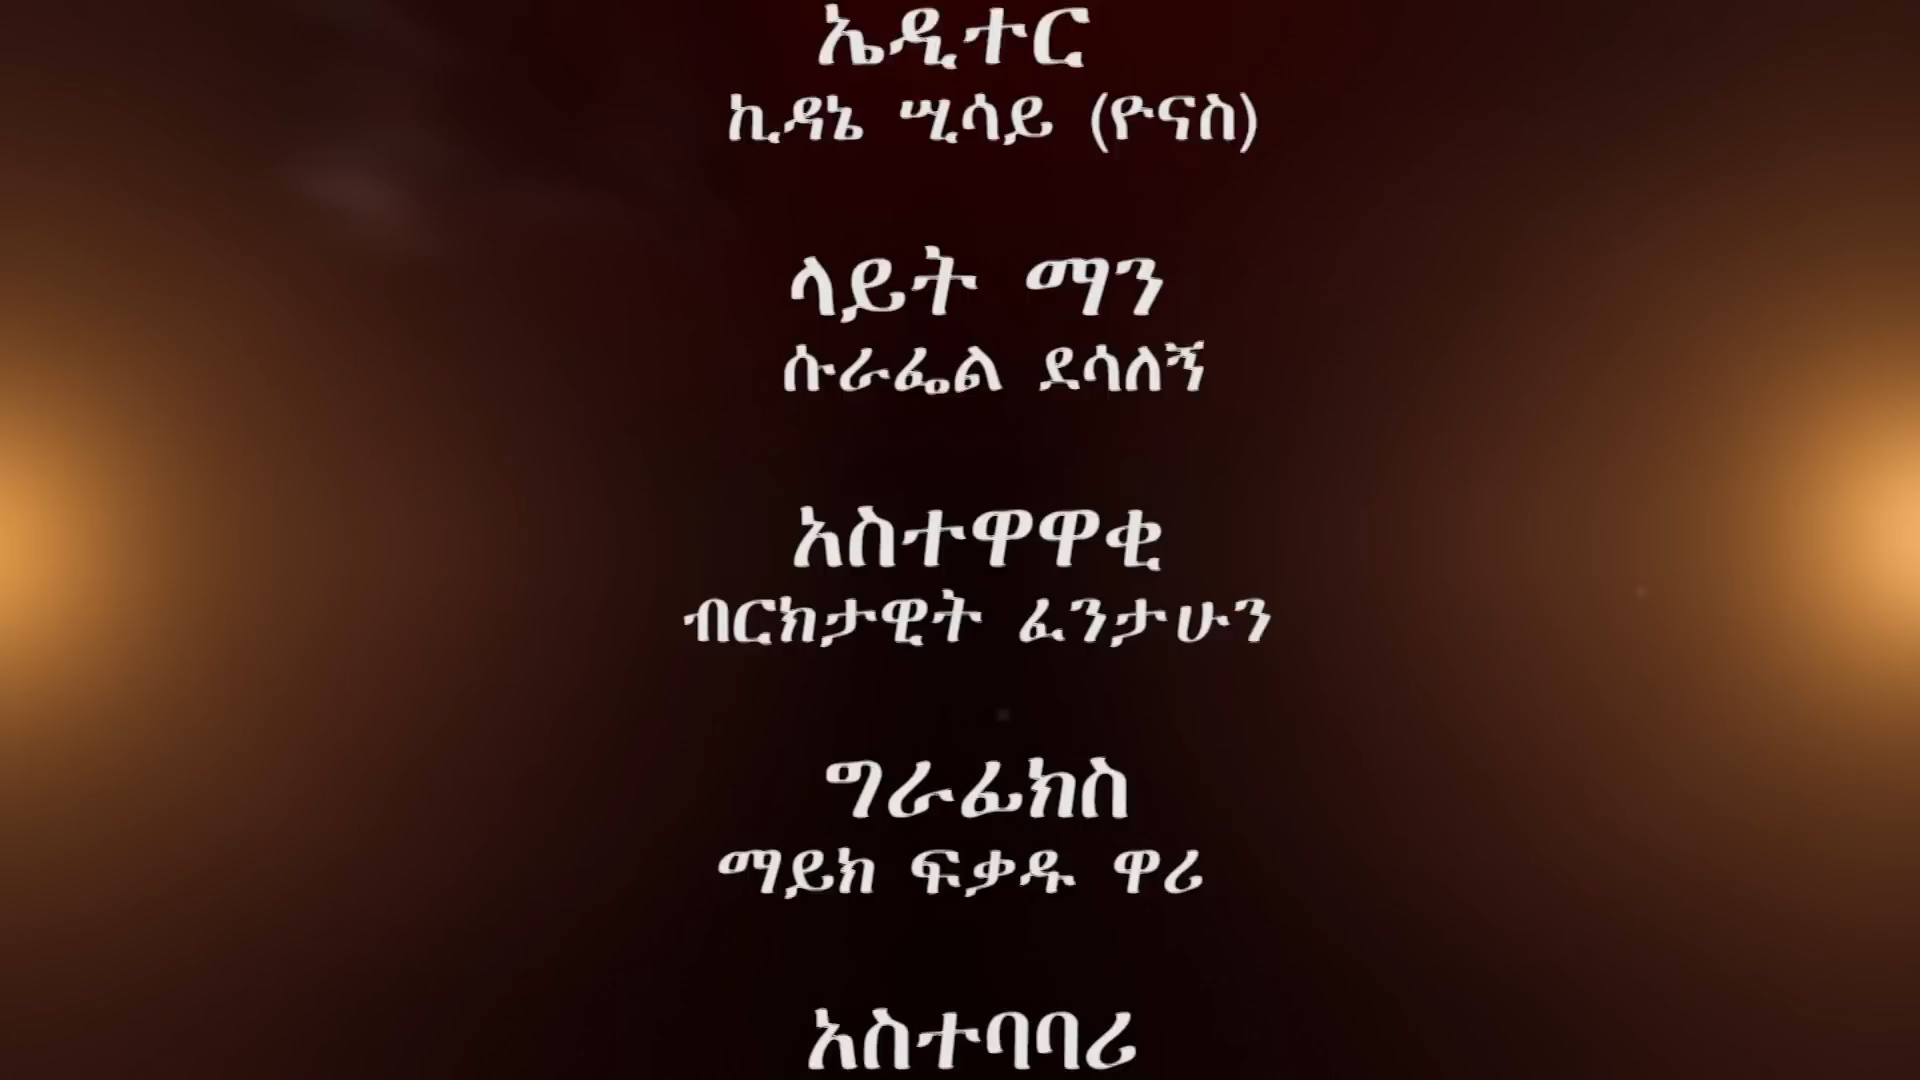 ኤዲተር
ኪዳኔ ሢሳይ (ዮናስ)
ላይት ማን
ሱራፌል ደሳለኝ
አስተዋዋቂ
ብርክታዊት ፈንታሁን
ግራፊክስ
ማይክ ፍቃዱ ዋሪ
አስተባባሪ